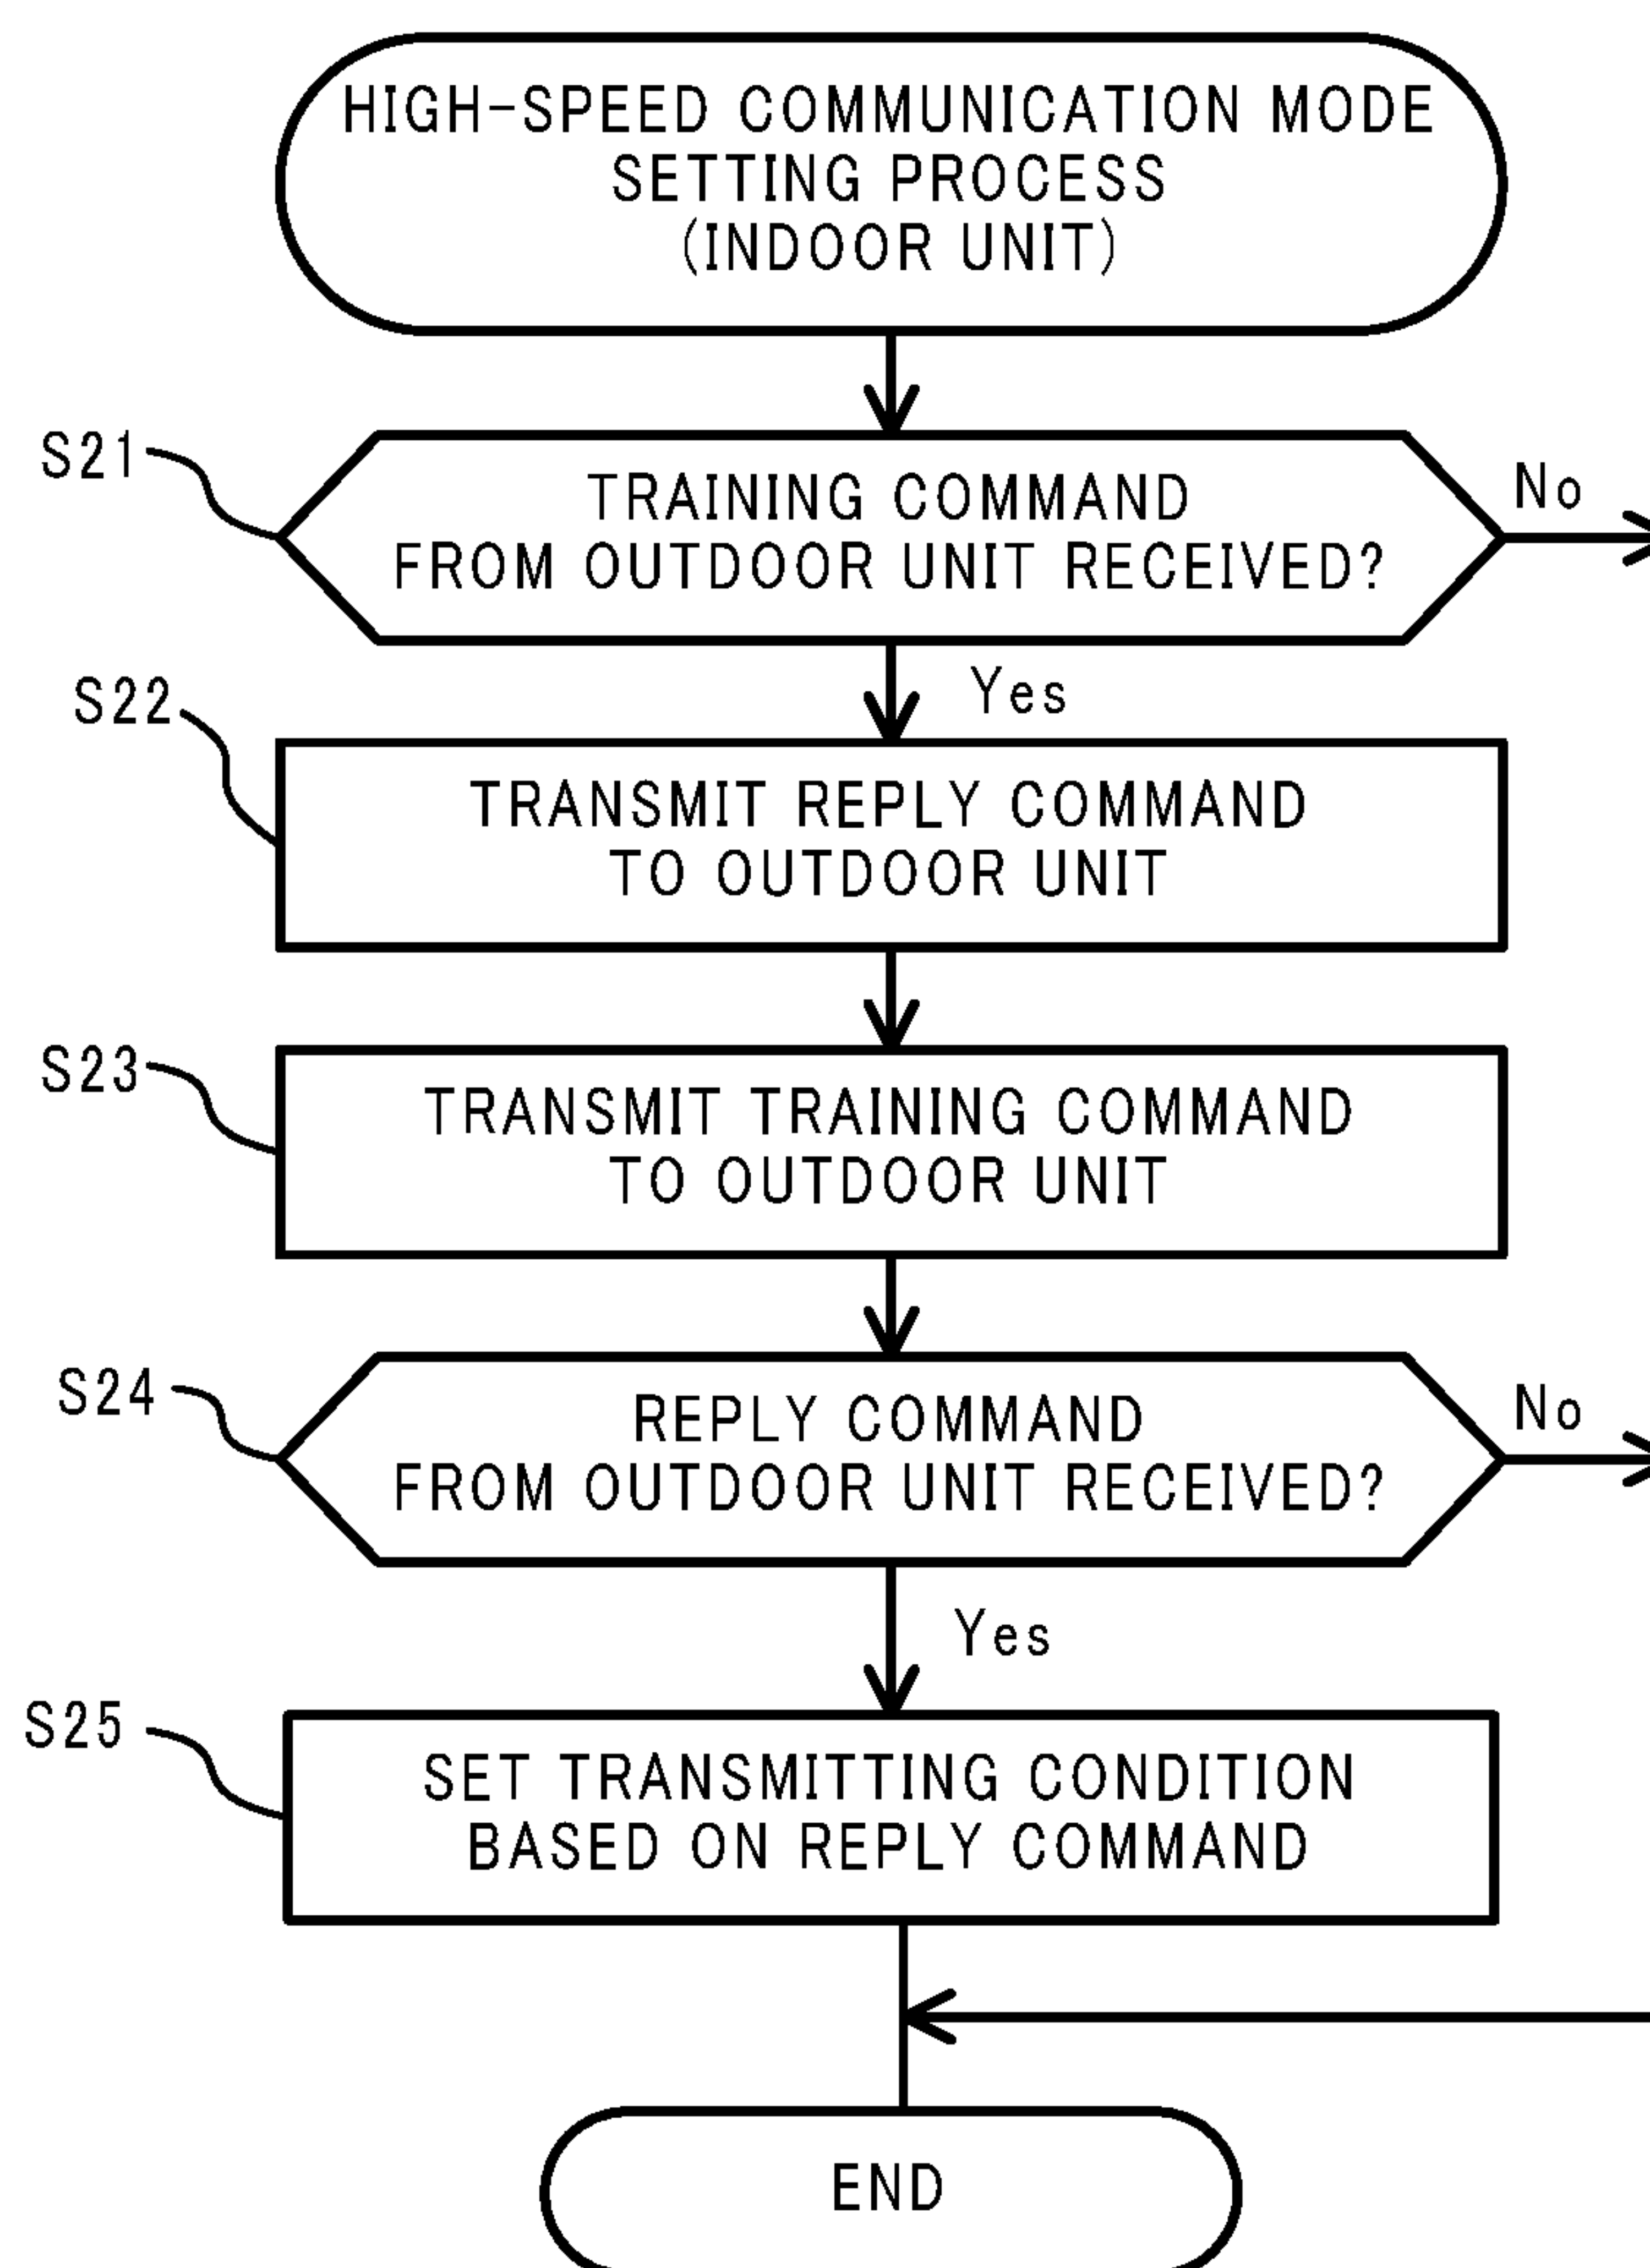 HIGH-SPEED COMMUNICATION MODE
SETTING PROCESS
(INDOOR UNIT)
S21
TRAINING COMMAND
FROM OUTDOOR UNIT RECEIVED?
No
Yes
S22
TRANSMIT REPLY COMMAND
TO OUTDOOR UNIT
S23
TRANSMIT TRAINING COMMAND
TO OUTDOOR UNIT
S24
REPLY COMMAND
FROM OUTDOOR UNIT RECEIVED?
No
Yes
S25
SET TRANSMITTING CONDITION
BASED ON REPLY COMMAND
END